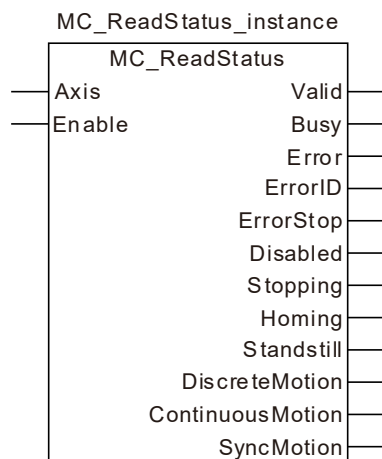 MC_ReadStatus_instance
MC_ReadStatus
Axis Valid
Enable Busy
Error
ErrorID
ErrorStop
Disabled
Stopping
Homing
Standstill
DiscreteMotion
ContinuousMotion
SyncMotion